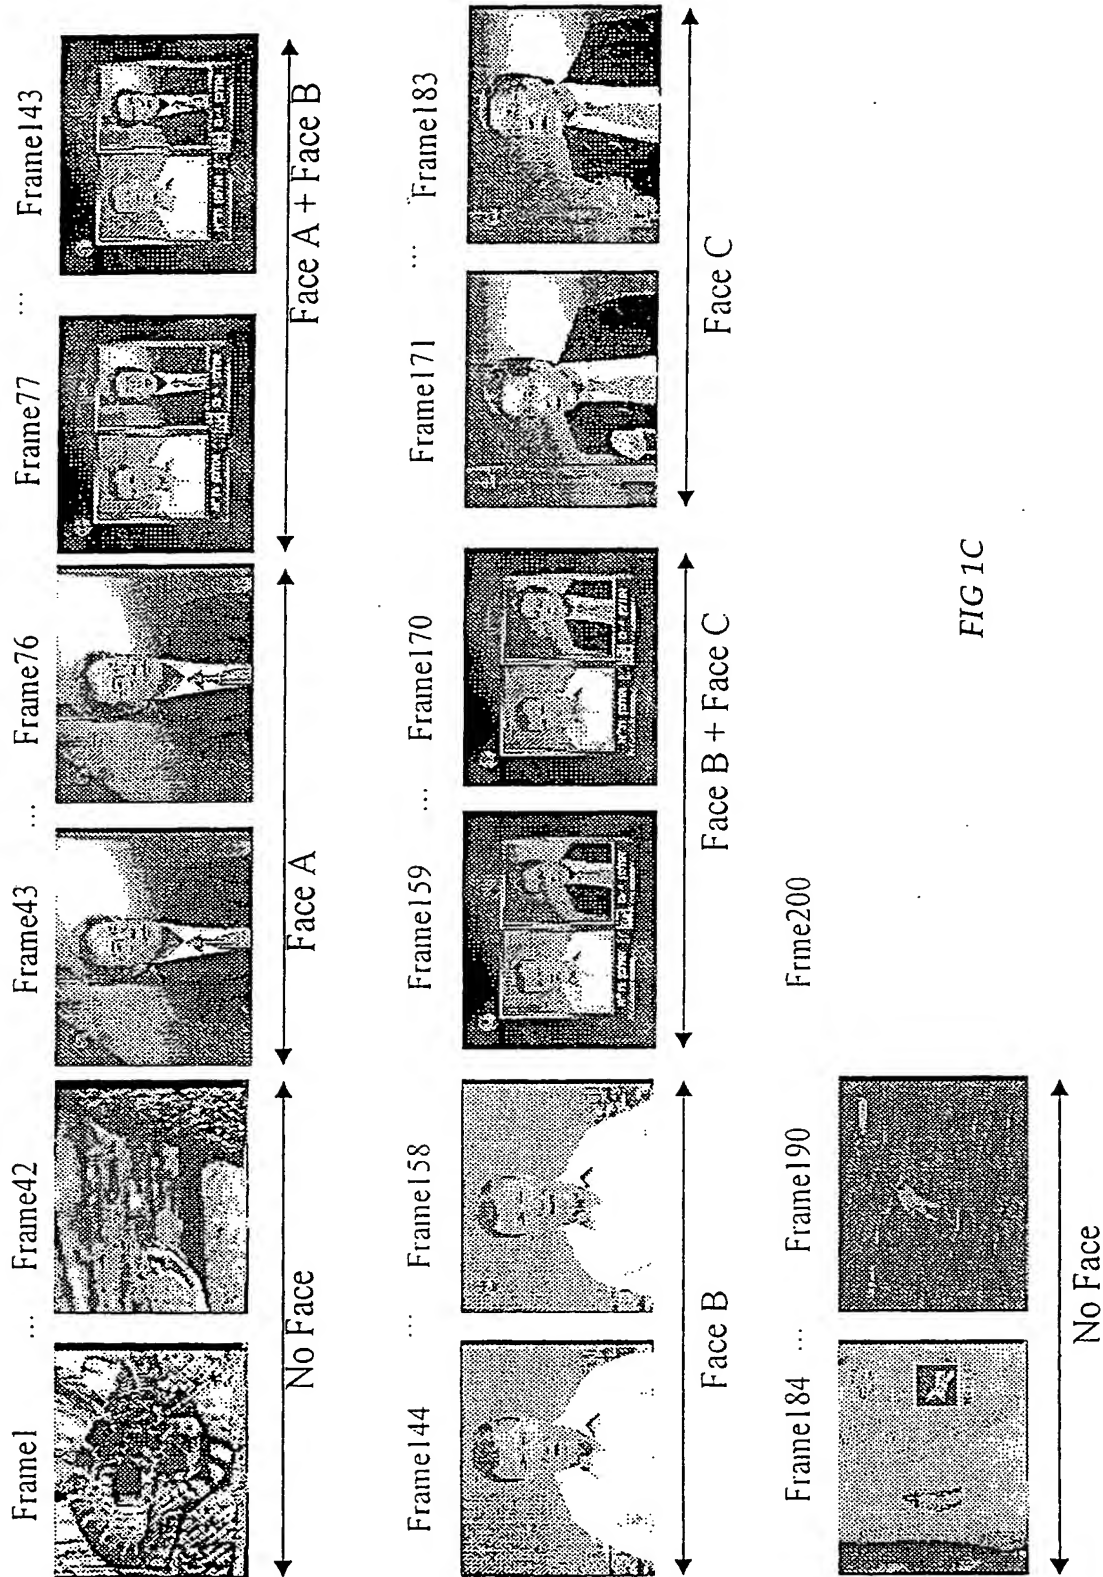 Frame1 ... Frame42 Frame43 ... Frame76 Frame77 ... Frame143
No Face Face A Face A + Face B
Frame144 ... Frame158 Frame159 ... Frame170 Frame171 ... Frame183
Face B Face B + Face C Face C
Frame184 ... Frame190 Frme200
No Face
FIG 1C